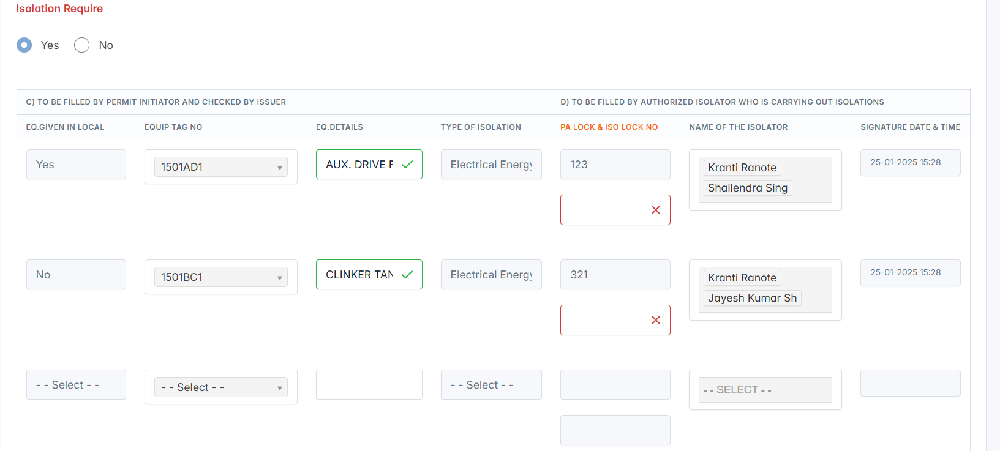 Isolation Require
Yes No
C) TO BE FILLED BY PERMIT INITIATOR AND CHECKED BY ISSUER D) TO BE FILLED BY AUTHORIZED ISOLATOR WHO IS CARRYING OUT ISOLATIONS
EQ.GIVEN IN LOCAL EQUIP TAG NO EQ.DETAILS TYPE OF ISOLATION PA LOCK & ISO LOCK NO NAME OF THE ISOLATOR SIGNATURE DATE & TIME
Yes 1501AD1 AUX. DRIVE Electrical Energy 123 Kranti Ranote 25-01-2025 15:28
Shailendra Sing
No 1501BC1 CLINKER TAN Electrical Energy 321 Kranti Ranote 25-01-2025 15:28
Jayesh Kumar Sh
- - Select - - - - Select - - - - Select - - - - SELECT - -